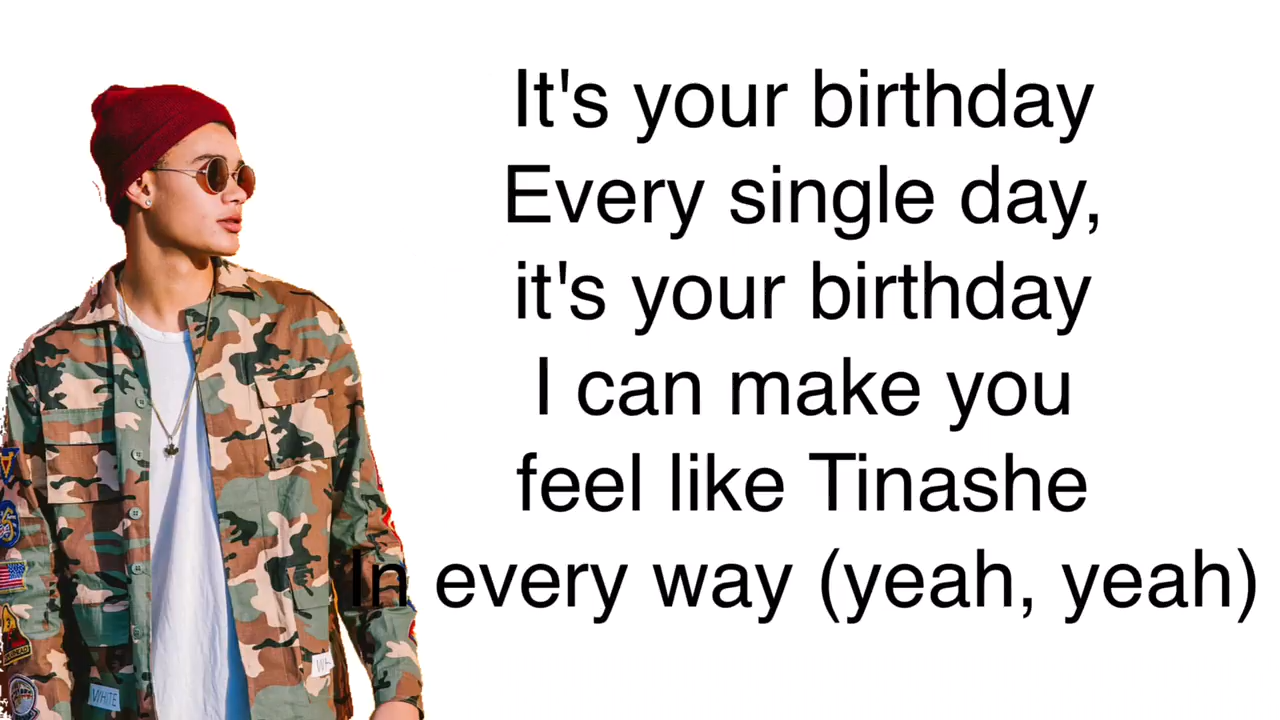 It's your birthday
Every single day,
it's your birthday
I can make you
feel like Tinashe
In every way (yeah, yeah)
WHITE